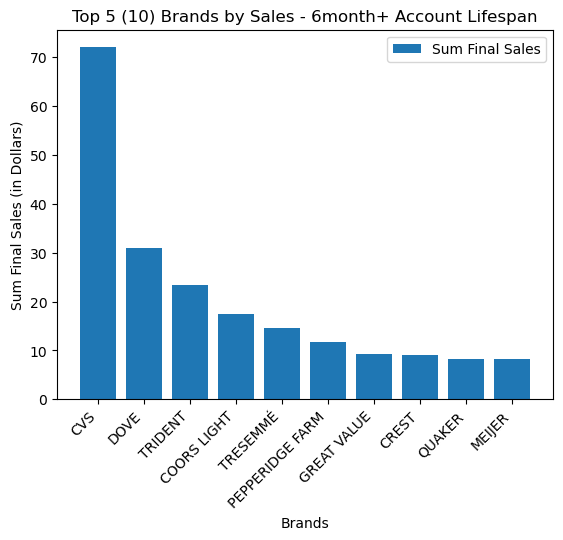 Top 5 (10) Brands by Sales - 6month+ Account Lifespan
Sum Final Sales
Sum Final Sales (in Dollars)
70
60
50
40
30
20
10
0
CVS
DOVE
TRIDENT
COORS LIGHT
TRESEMMÉ
PEPPERIDGE FARM
GREAT VALUE
CREST
QUAKER
MEIJER
Brands